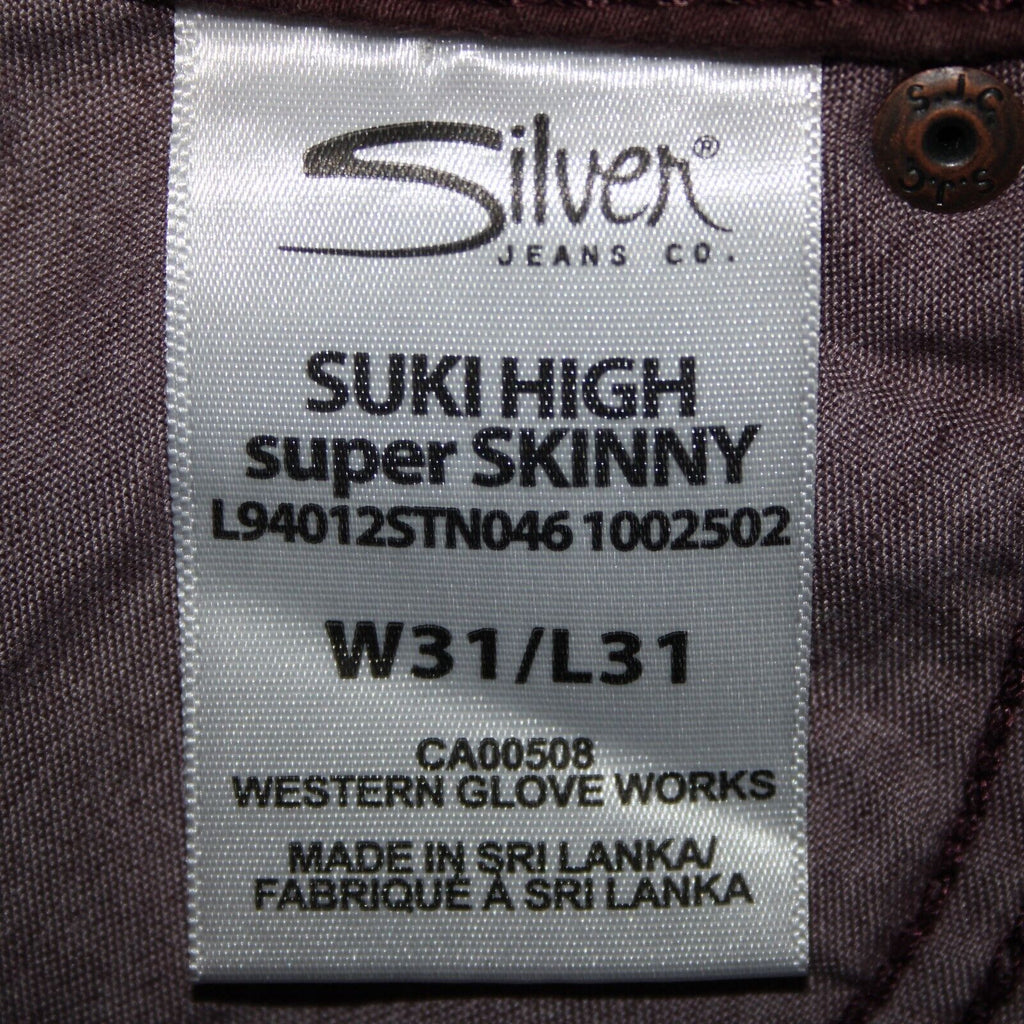 Silver®
JEANS CO.
SUKI HIGH
super SKINNY
L94012STN046 1002502
W31/L31
CA00508
WESTERN GLOVE WORKS
MADE IN SRI LANKA/
FABRIQUÉ À SRI LANKA
S.J.C
S.J.C